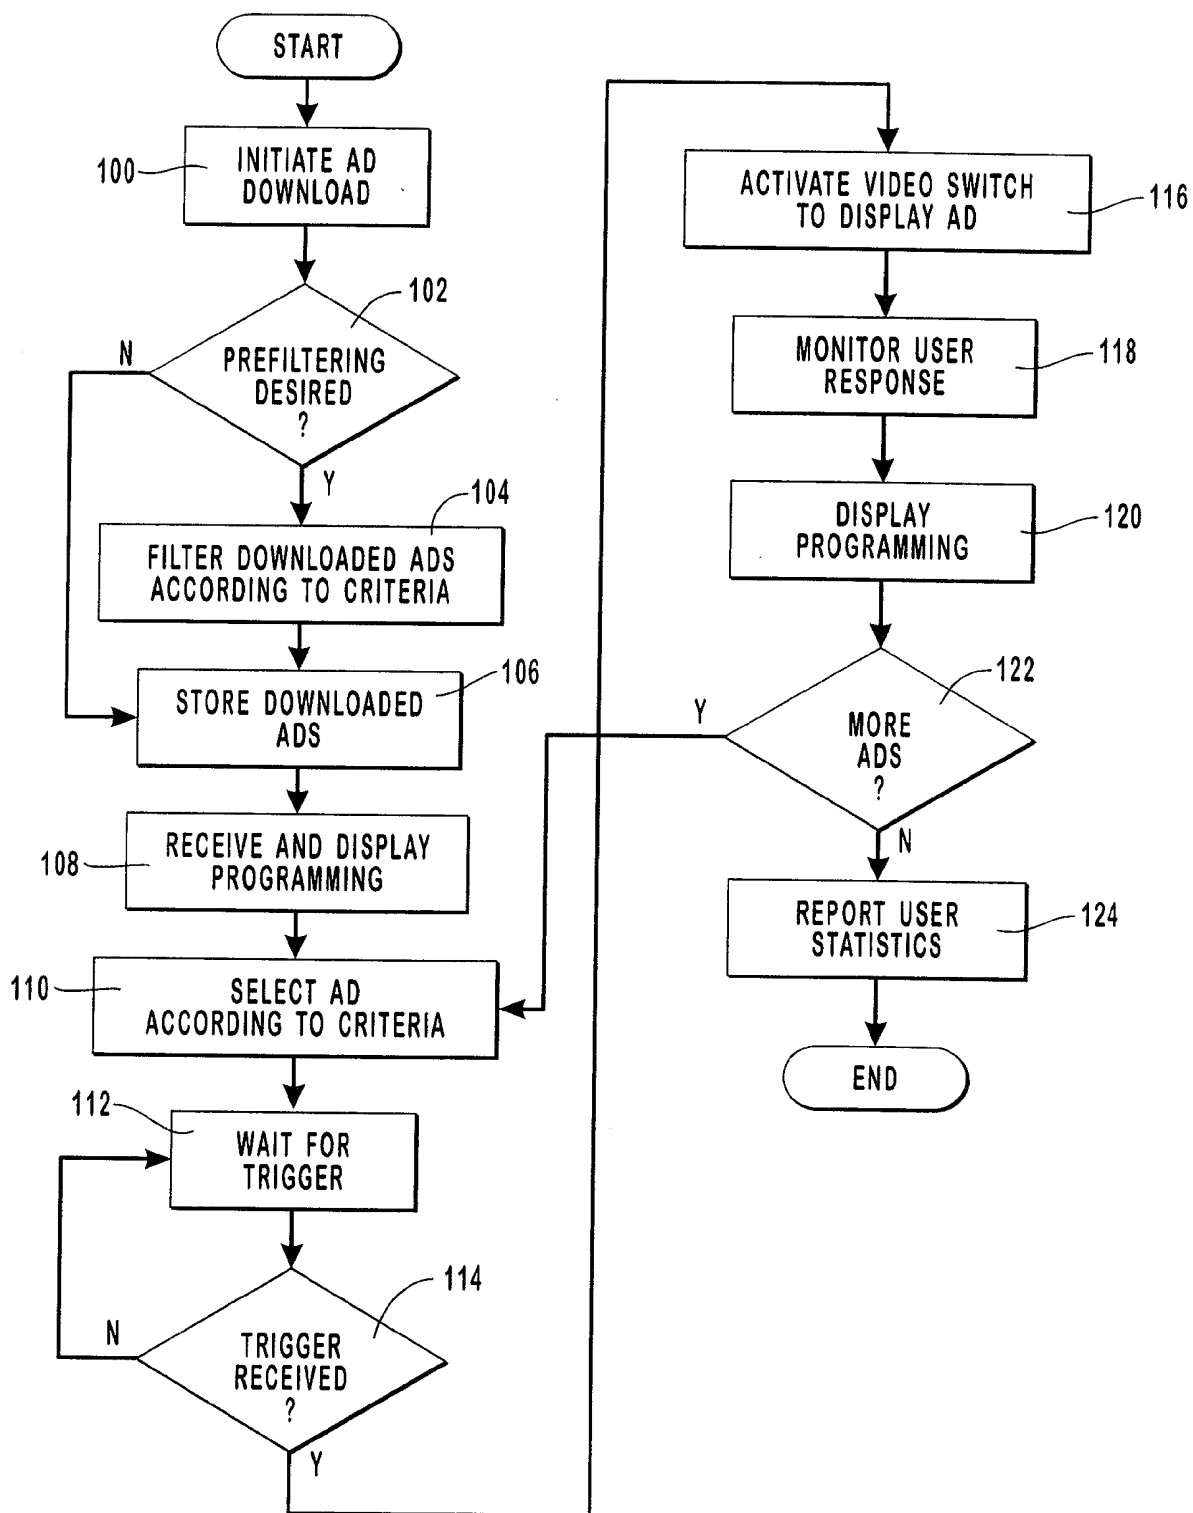 START
100
INITIATE AD
DOWNLOAD
102
N
PREFILTERING
DESIRED
?
Y
104
FILTER DOWNLOADED ADS
ACCORDING TO CRITERIA
106
STORE DOWNLOADED
ADS
108
RECEIVE AND DISPLAY
PROGRAMMING
110
SELECT AD
ACCORDING TO CRITERIA
112
WAIT FOR
TRIGGER
114
N
TRIGGER
RECEIVED
?
Y
ACTIVATE VIDEO SWITCH
TO DISPLAY AD
116
MONITOR USER
RESPONSE
118
DISPLAY
PROGRAMMING
120
122
Y
MORE
ADS
?
N
REPORT USER
STATISTICS
124
END